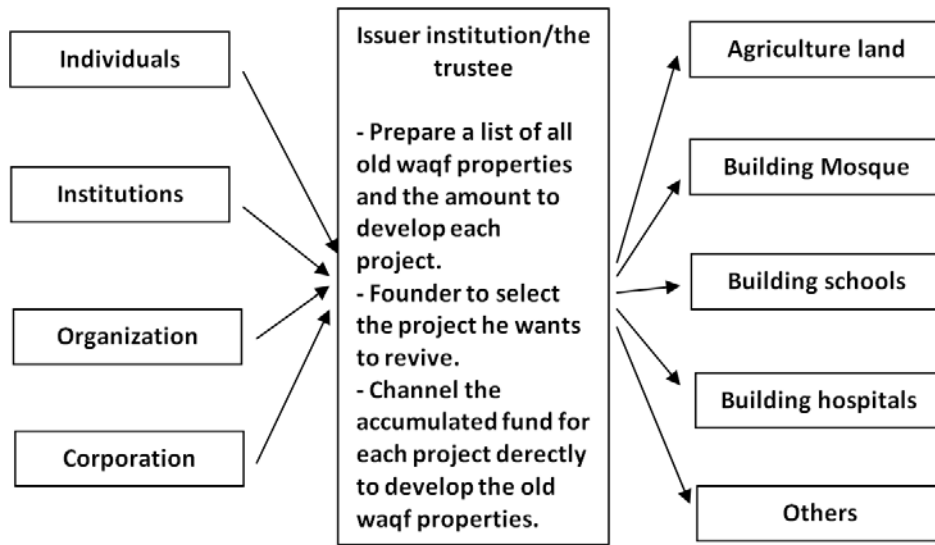 Individuals
Institutions
Organization
Corporation
Issuer institution/the
trustee
- Prepare a list of all
old waqf properties
and the amount to
develop each
project.
- Founder to select
the project he wants
to revive.
- Channel the
accumulated fund for
each project derectly
to develop the old
waqf properties.
Agriculture land
Building Mosque
Building schools
Building hospitals
Others